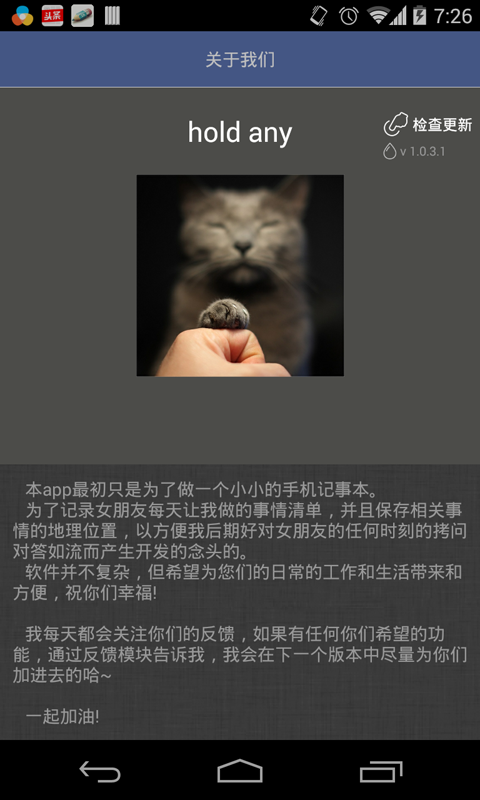 头条
7:26
关于我们
hold any
检查更新
v 1.0.3.1
本app最初只是为了做一个小小的手机记事本。
为了记录女朋友每天让我做的事情清单，并且保存相关事
情的地理位置，以方便我后期好对女朋友的任何时刻的拷问
对答如流而产生开发的念头的。
软件并不复杂，但希望为您们的日常的工作和生活带来和
方便，祝你们幸福!
我每天都会关注你们的反馈，如果有任何你们希望的功
能，通过反馈模块告诉我，我会在下一个版本中尽量为你们
加进去的哈~
一起加油!